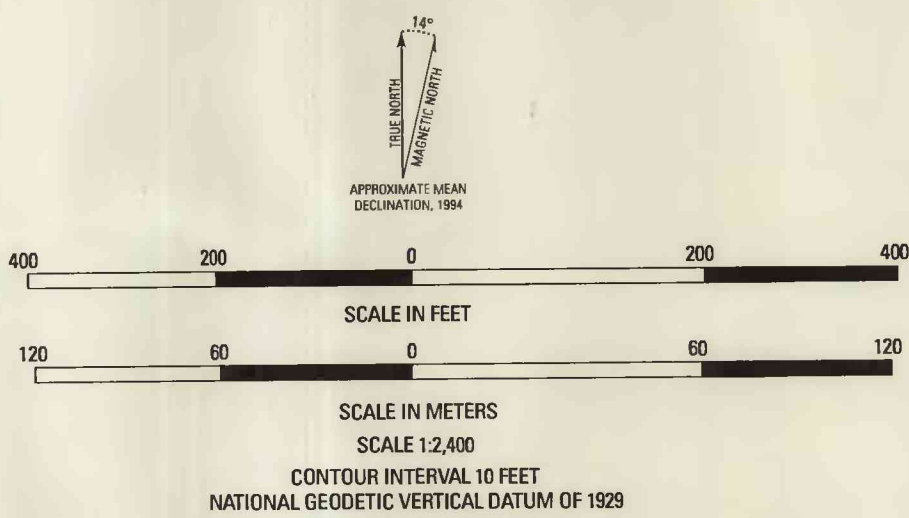 14°
TRUE NORTH
MAGNETIC NORTH
APPROXIMATE MEAN
DECLINATION, 1994
400 200 0 200 400
SCALE IN FEET
120 60 0 60 120
SCALE IN METERS
SCALE 1:2,400
CONTOUR INTERVAL 10 FEET
NATIONAL GEODETIC VERTICAL DATUM OF 1929